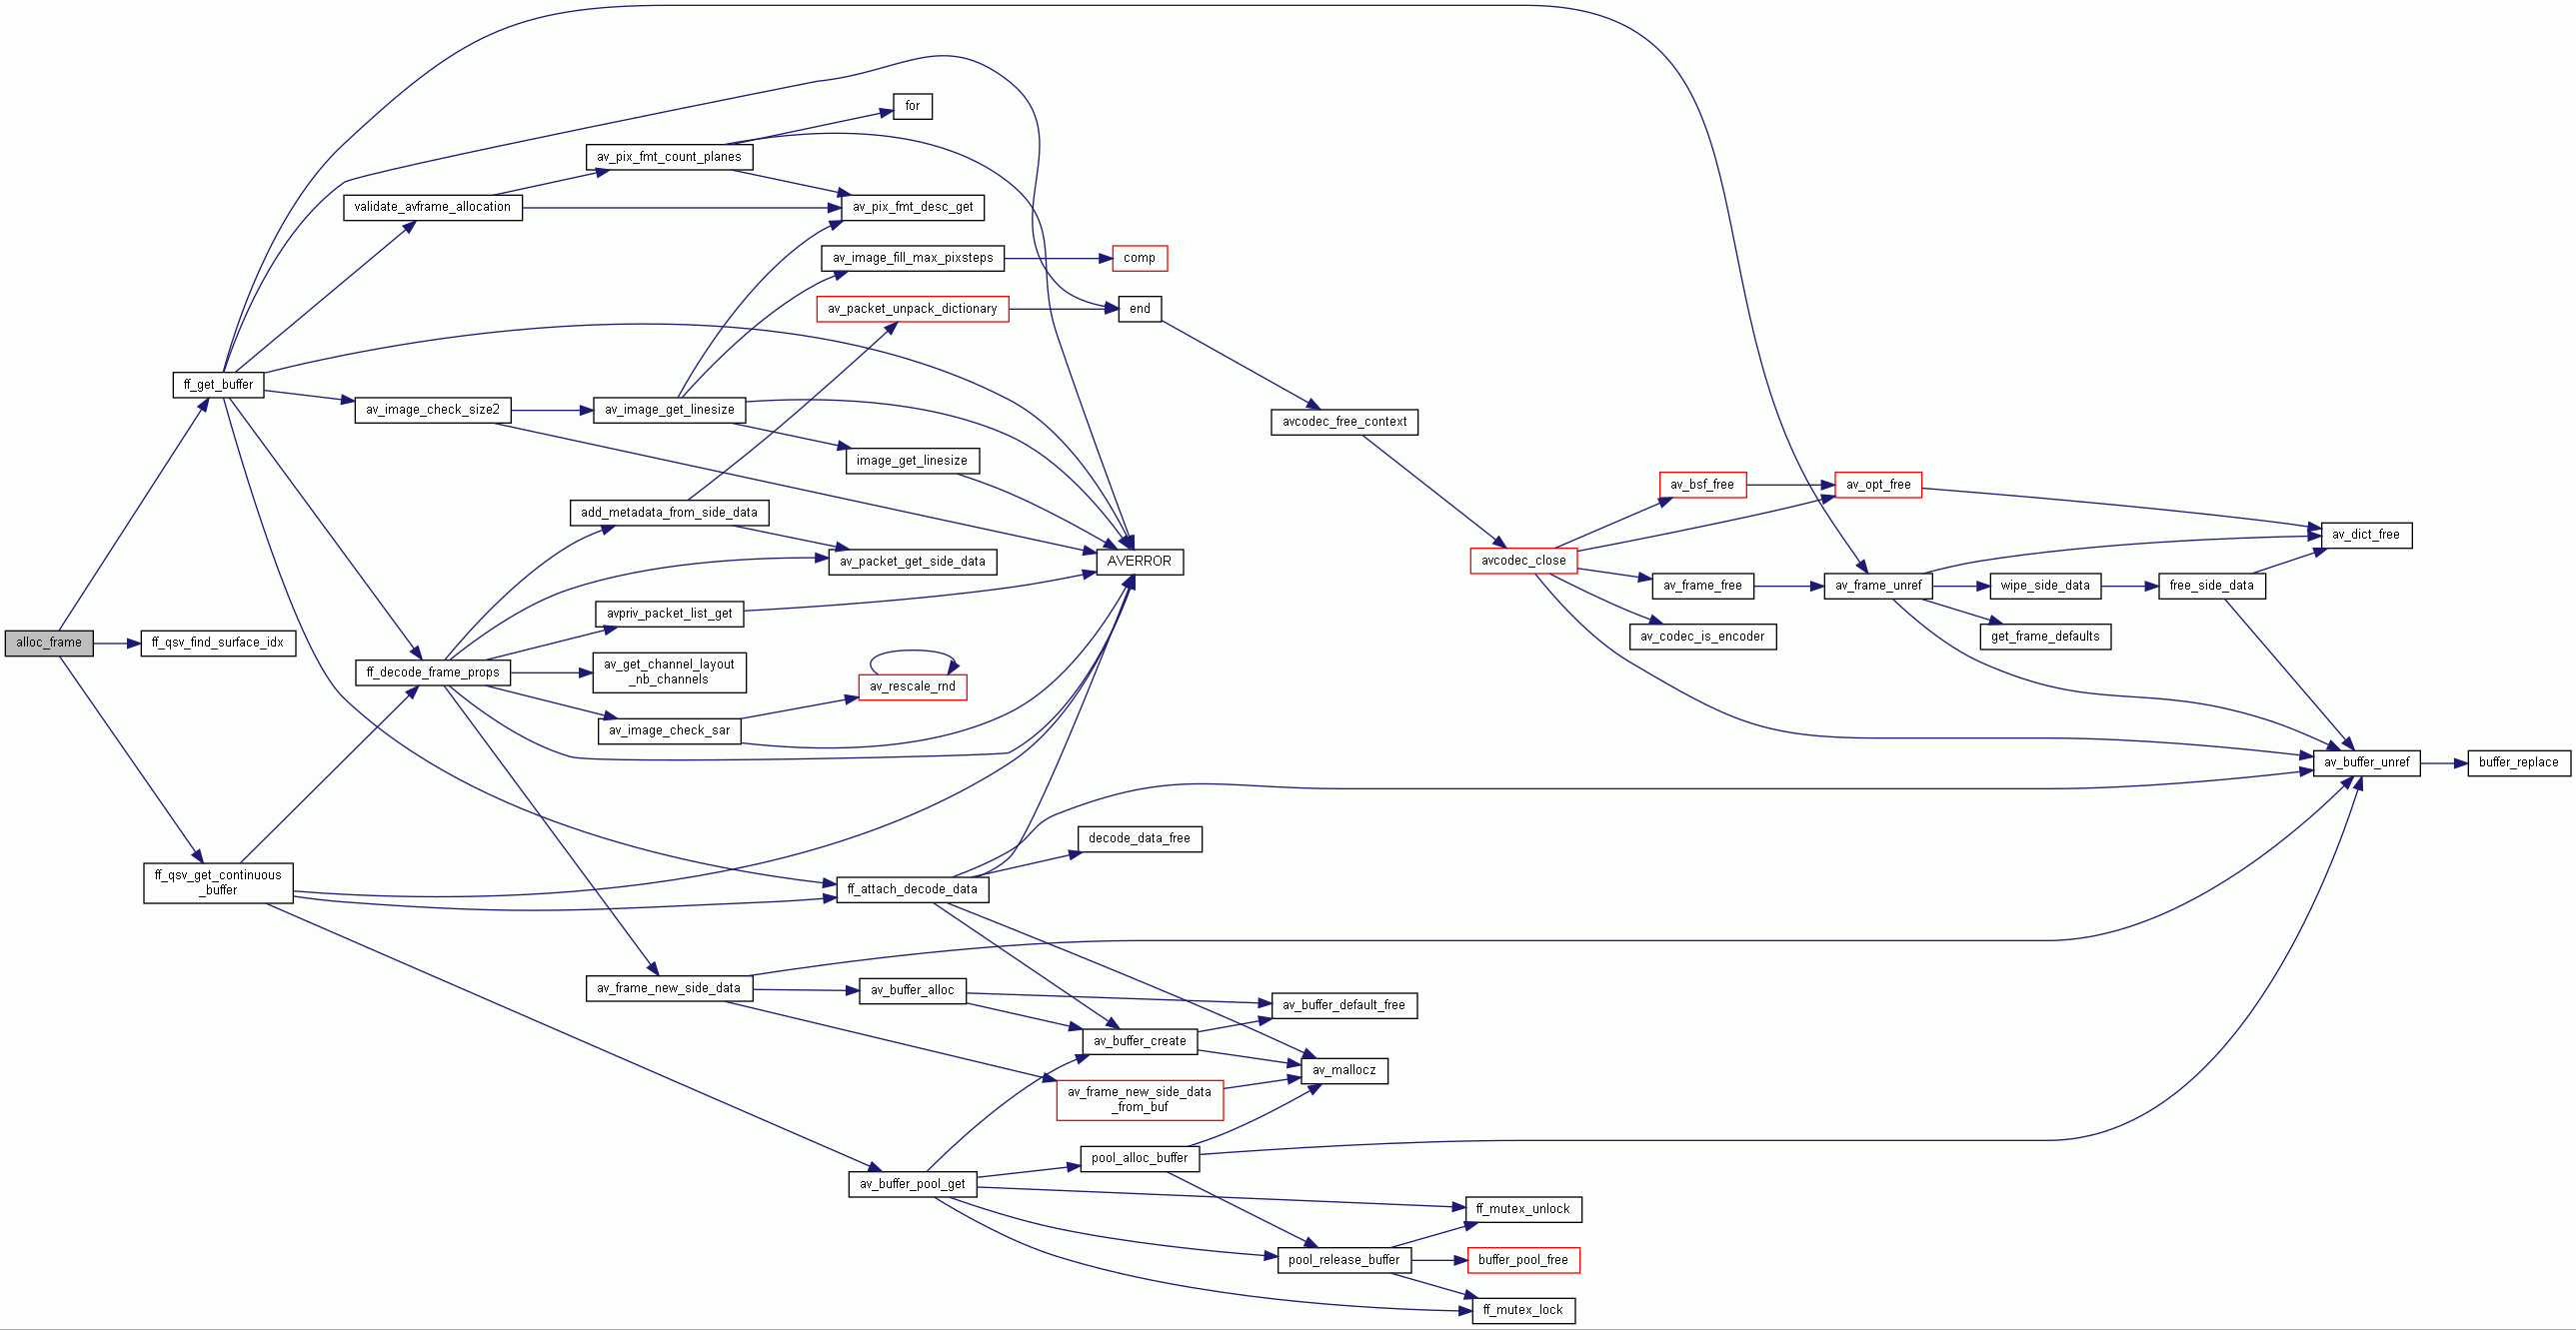 for
av_pix_fmt_count_planes
validate_avframe_allocation
av_pix_fmt_desc_get
av_image_fill_max_pixsteps
comp
av_packet_unpack_dictionary
end
ff_get_buffer
av_image_check_size2
av_image_get_linesize
avcodec_free_context
image_get_linesize
av_bsf_free
av_opt_free
add_metadata_from_side_data
av_dict_free
av_packet_get_side_data
AVERROR
avcodec_close
av_frame_free
av_frame_unref
wipe_side_data
free_side_data
avpriv_packet_list_get
av_codec_is_encoder
get_frame_defaults
alloc_frame
ff_qsv_find_surface_idx
ff_decode_frame_props
av_get_channel_layout
_nb_channels
av_rescale_rnd
av_image_check_sar
av_buffer_unref
buffer_replace
decode_data_free
ff_qsv_get_continuous
_buffer
ff_attach_decode_data
av_frame_new_side_data
av_buffer_alloc
av_buffer_default_free
av_buffer_create
av_mallocz
av_frame_new_side_data
_from_buf
pool_alloc_buffer
av_buffer_pool_get
ff_mutex_unlock
pool_release_buffer
buffer_pool_free
ff_mutex_lock